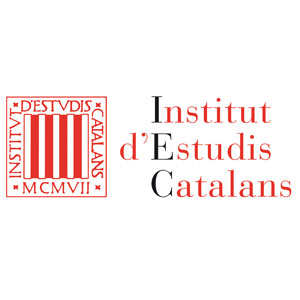 INSTITVT
D'ESTVDIS
CATALANS
MCMVII
Institut
d'Estudis
Catalans